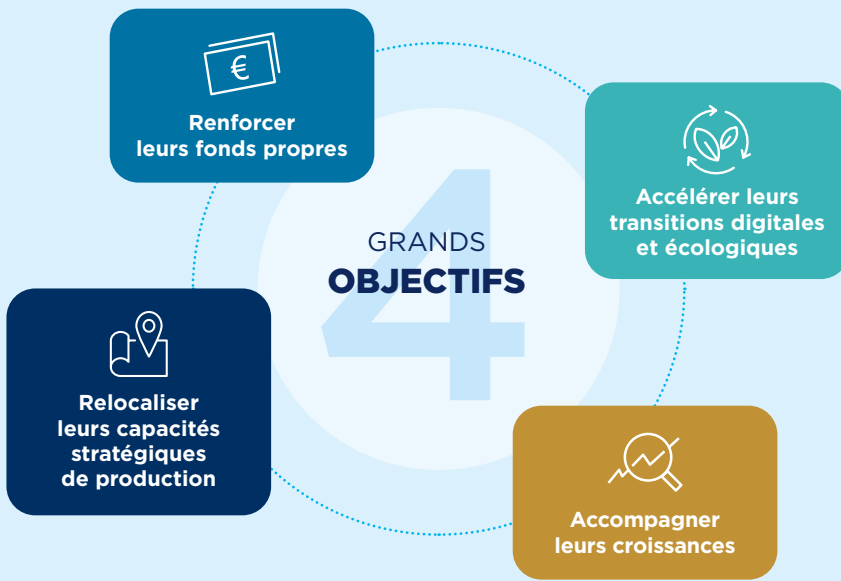 €
Renforcer
leurs fonds propres
Accélérer leurs
transitions digitales
et écologiques
4
GRANDS
OBJECTIFS
Relocaliser
leurs capacités
stratégiques
de production
Accompagner
leurs croissances